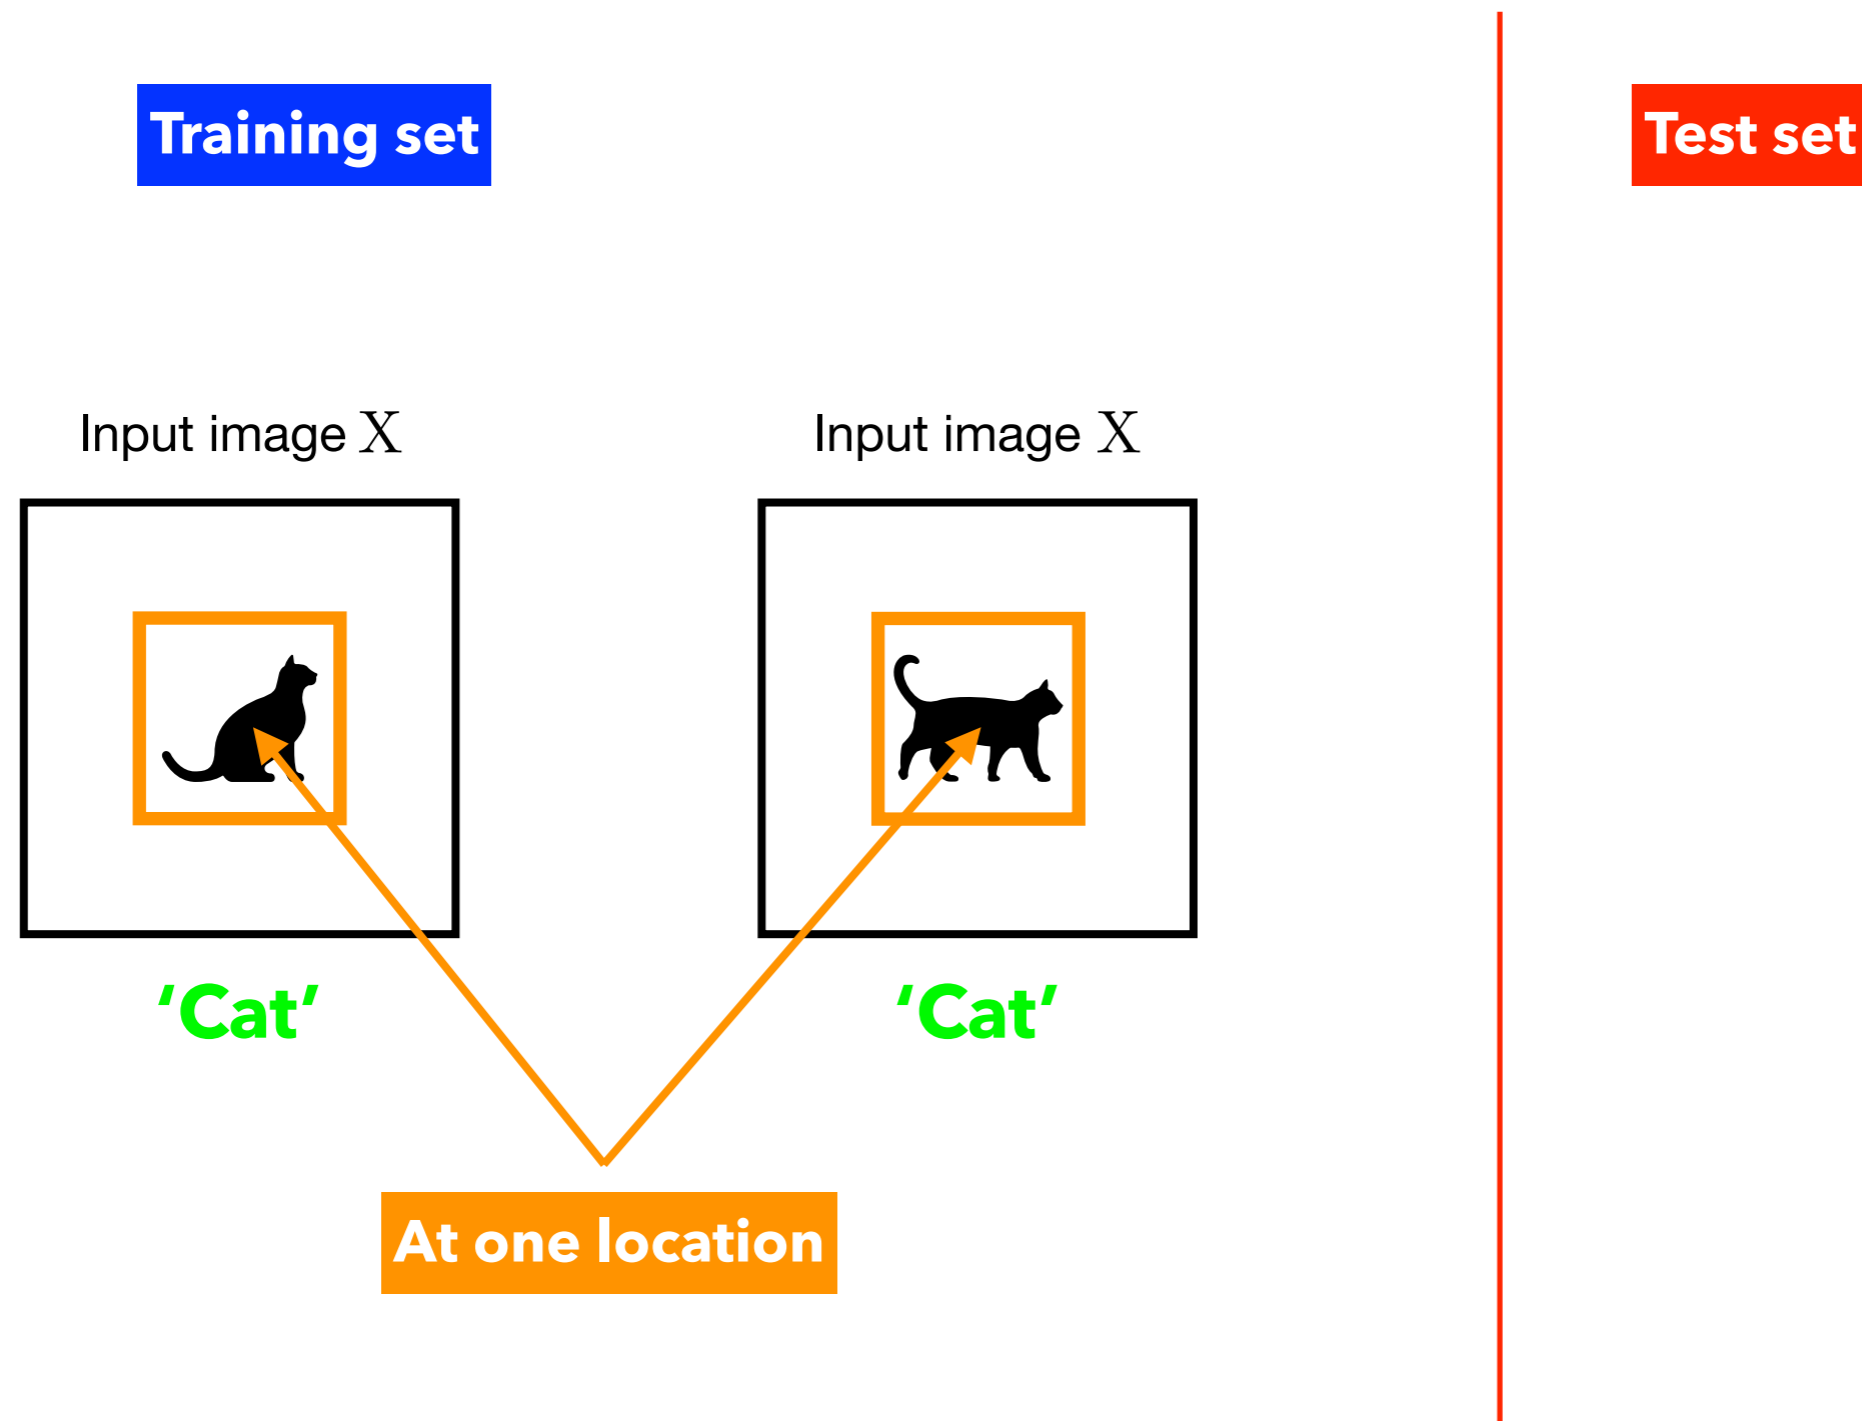 Training set
Test set
Input image X
Input image X
‘Cat’
‘Cat’
At one location